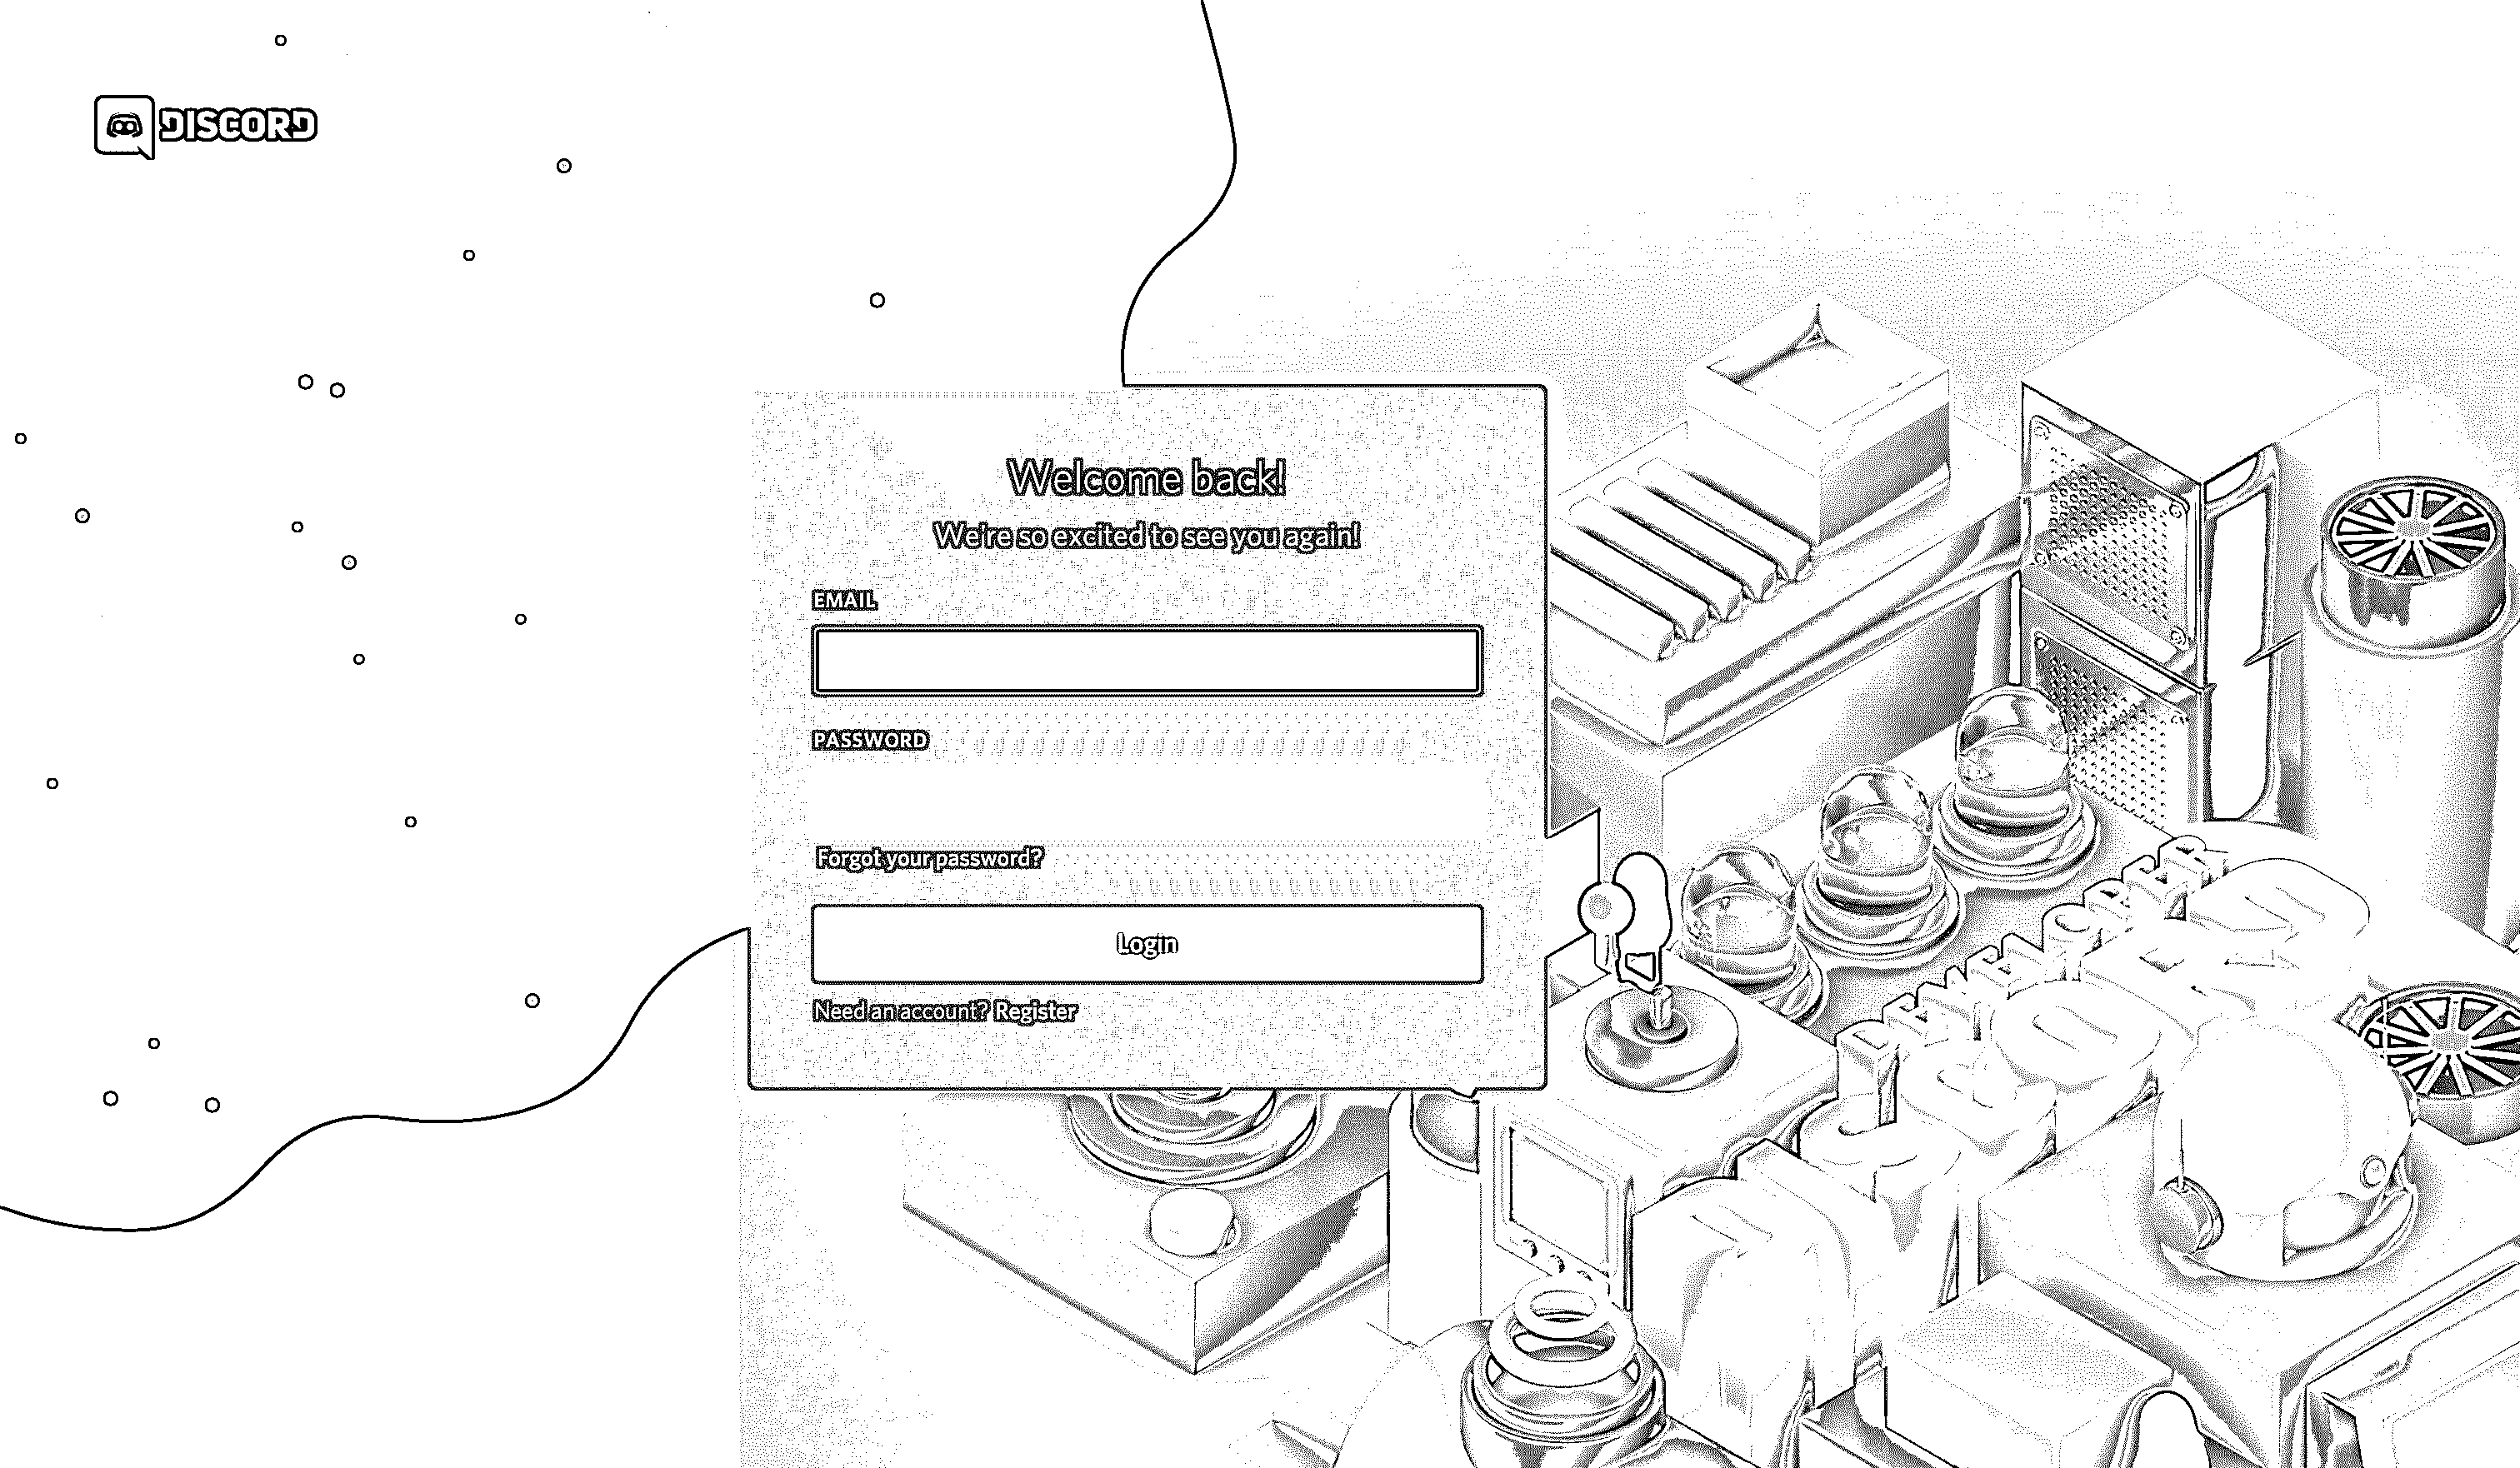 DISCORD
Welcome back!
We're so excited to see you again!
EMAIL
PASSWORD
Forgot your password?
Login
Need an account? Register